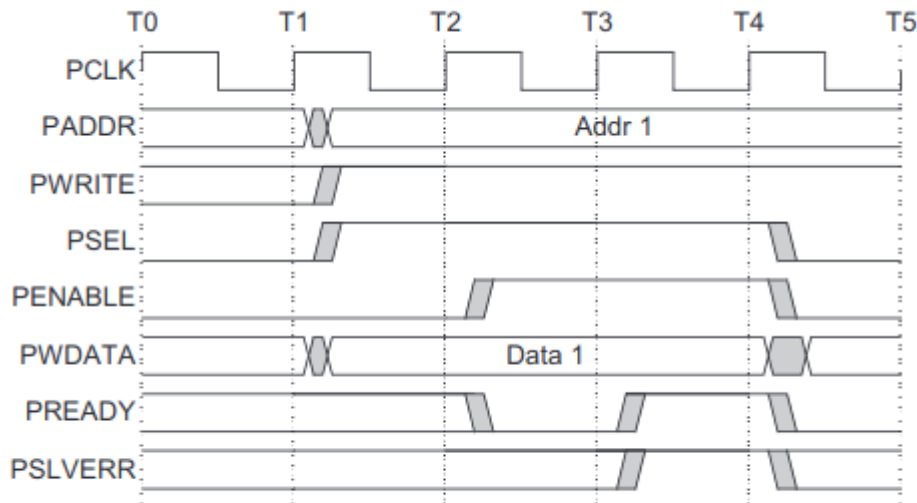 T0 T1 T2 T3 T4 T5
PCLK
PADDR Addr 1
PWRITE
PSEL
PENABLE
PWDATA Data 1
PREADY
PSLVERR